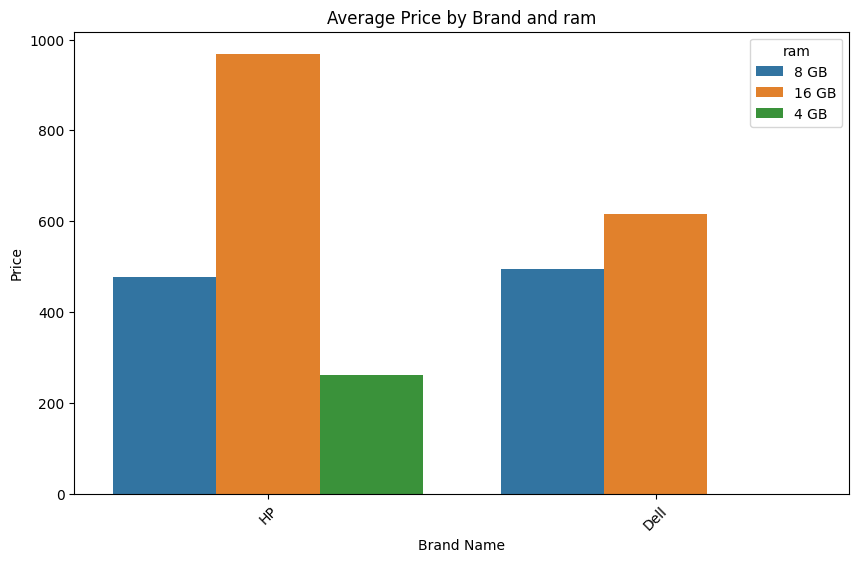 Average Price by Brand and ram
1000
800
600
400
200
0
Price
ram
8 GB
16 GB
4 GB
HP
Dell
Brand Name